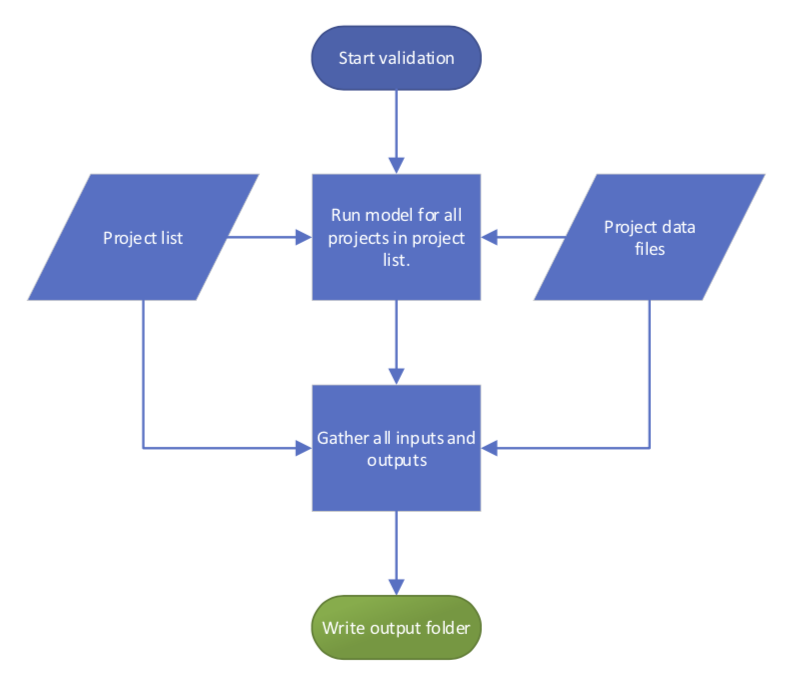 Start validation
Project list
Run model for all
projects in project
list.
Project data
files
Gather all inputs and
outputs
Write output folder